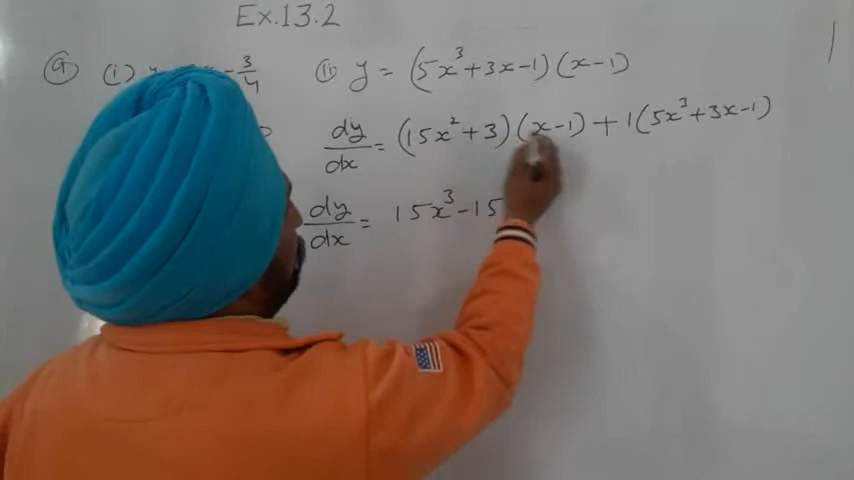 Ex.13.2
9 (i) - 3/4 (ii) y = (5x³+3x-1)(x-1)
dy/dx = (15x²+3)(x-1)+1(5x³+3x-1)
dy/dx = 15x³-15